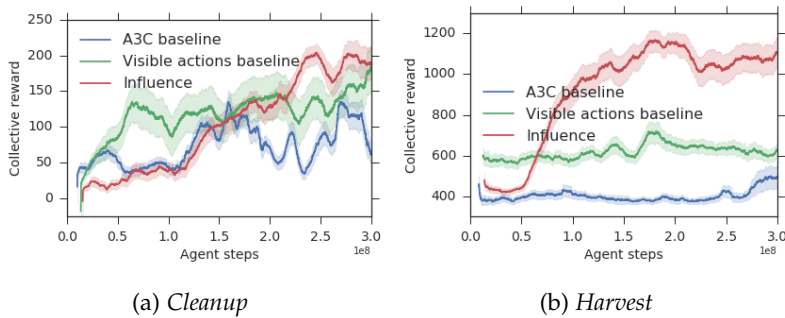 250
200
150
100
50
0
Collective reward
A3C baseline
Visible actions baseline
Influence
0.0 0.5 1.0 1.5 2.0 2.5 3.0
Agent steps
1e8
(a) Cleanup
1200
1000
800
600
400
Collective reward
A3C baseline
Visible actions baseline
Influence
0.0 0.5 1.0 1.5 2.0 2.5 3.0
Agent steps
1e8
(b) Harvest